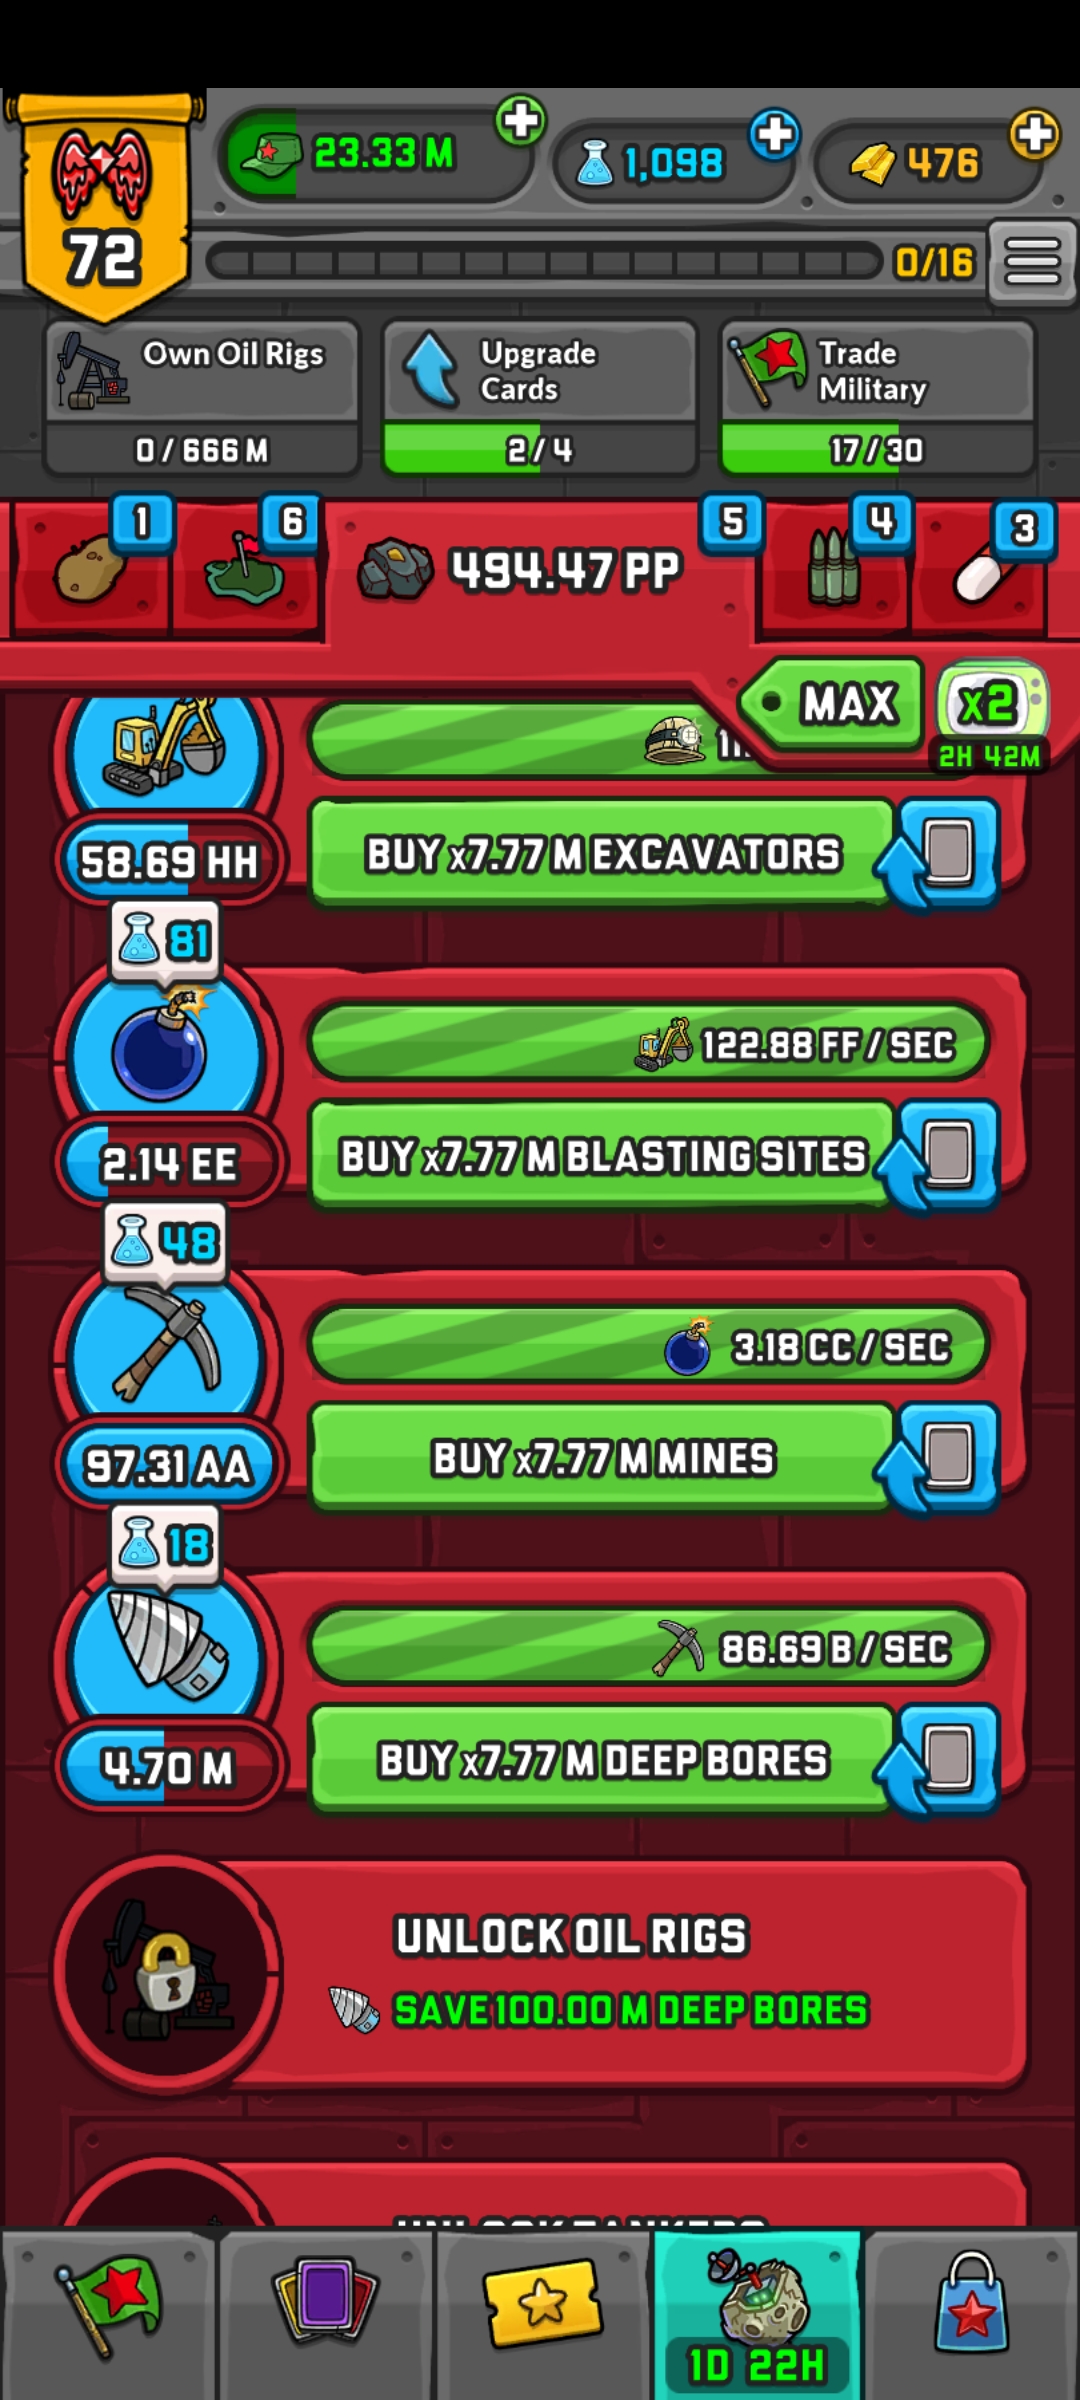 23.33 M
1,098
476
72
0/16
Own Oil Rigs
0 / 666 M
Upgrade
Cards
2 / 4
Trade
Military
17 / 30
1
6
494.47 PP
5
4
3
MAX
x2
2H 42M
58.69 HH
BUY x7.77 M EXCAVATORS
81
122.88 FF / SEC
2.14 EE
BUY x7.77 M BLASTING SITES
48
3.18 CC / SEC
97.31 AA
BUY x7.77 M MINES
18
86.69 B / SEC
4.70 M
BUY x7.77 M DEEP BORES
UNLOCK OIL RIGS
SAVE 100.00 M DEEP BORES
UNLOCK TANKERS
1D 22H